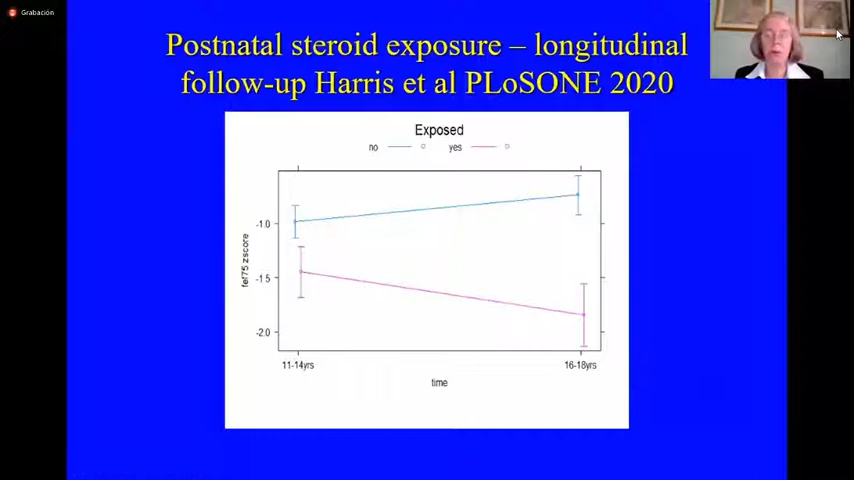 Grabación
Postnatal steroid exposure – longitudinal
follow-up Harris et al PLoSONE 2020
Exposed
no yes
-1.0
-1.5
-2.0
fef75 zscore
11-14yrs 16-18yrs
time